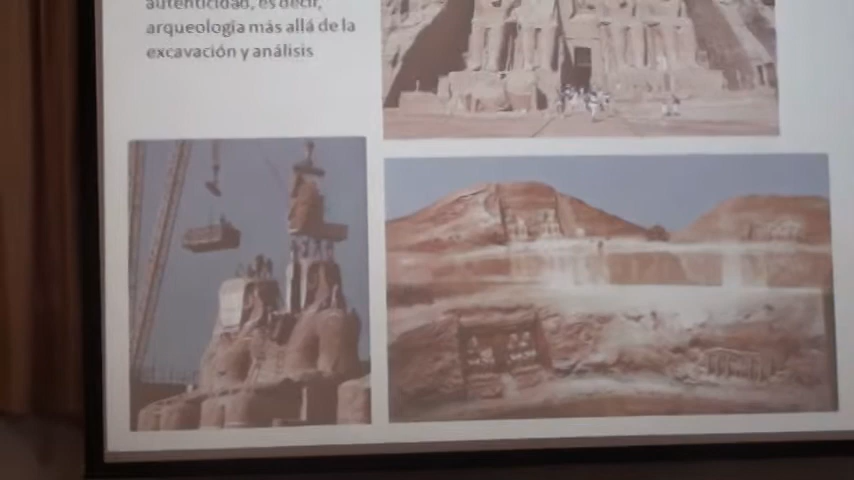 autenticidad, es decir,
arqueología más allá de la
excavación y análisis